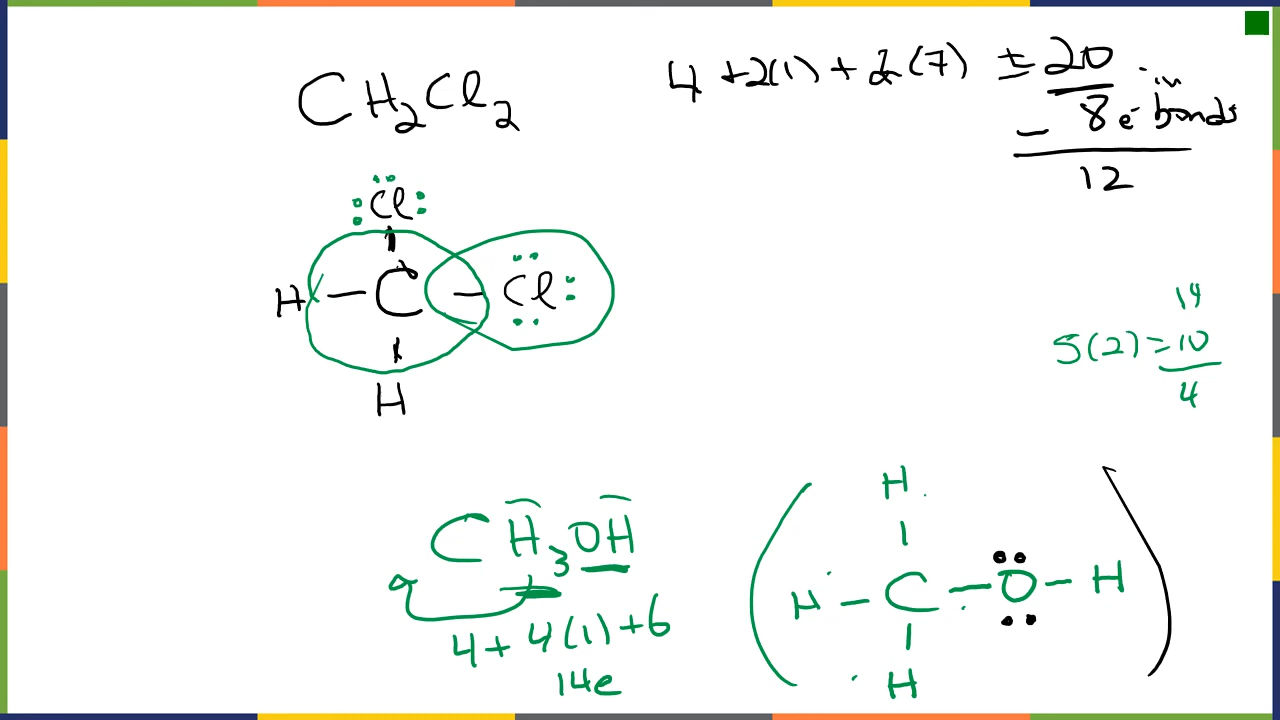 CH₂Cl₂
4 + 2(1) + 2(7) = 20
- 8 e⁻ in bonds
12
Cl
H - C - Cl
H
14
5(2) = 10
4
CH₃OH
4 + 4(1) + 6
14e
H
H - C - O - H
H